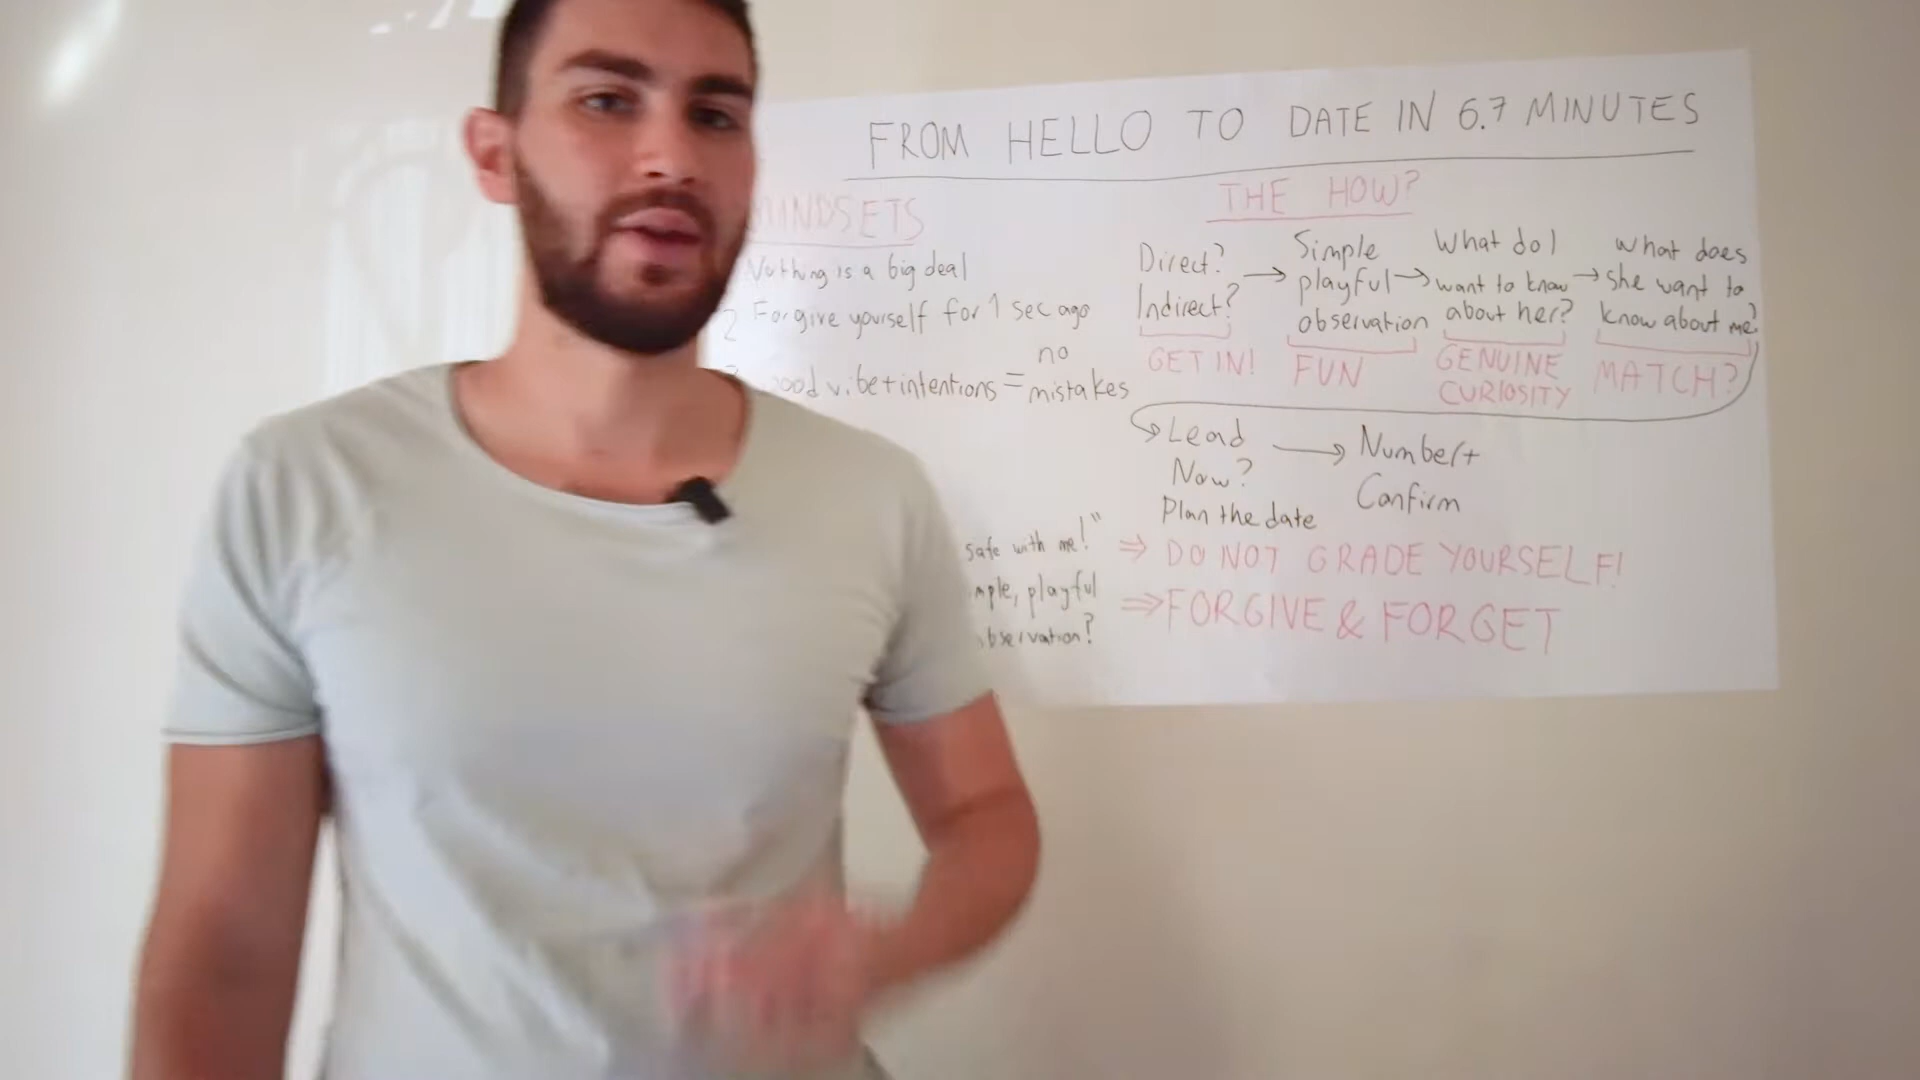 FROM HELLO TO DATE IN 6.7 MINUTES
MINDSETS
Nothing is a big deal
2 Forgive yourself for 1 sec ago
good vibe + intentions = no mistakes
THE HOW?
Direct? Indirect? → Simple playful observation → What do I want to know about her? → What does she want to know about me?
GET IN! FUN GENUINE CURIOSITY MATCH?
Lead → Number +
Now? Confirm
Plan the date
safe with me!" ⇒ DO NOT GRADE YOURSELF!
playful ⇒ FORGIVE & FORGET
observation?